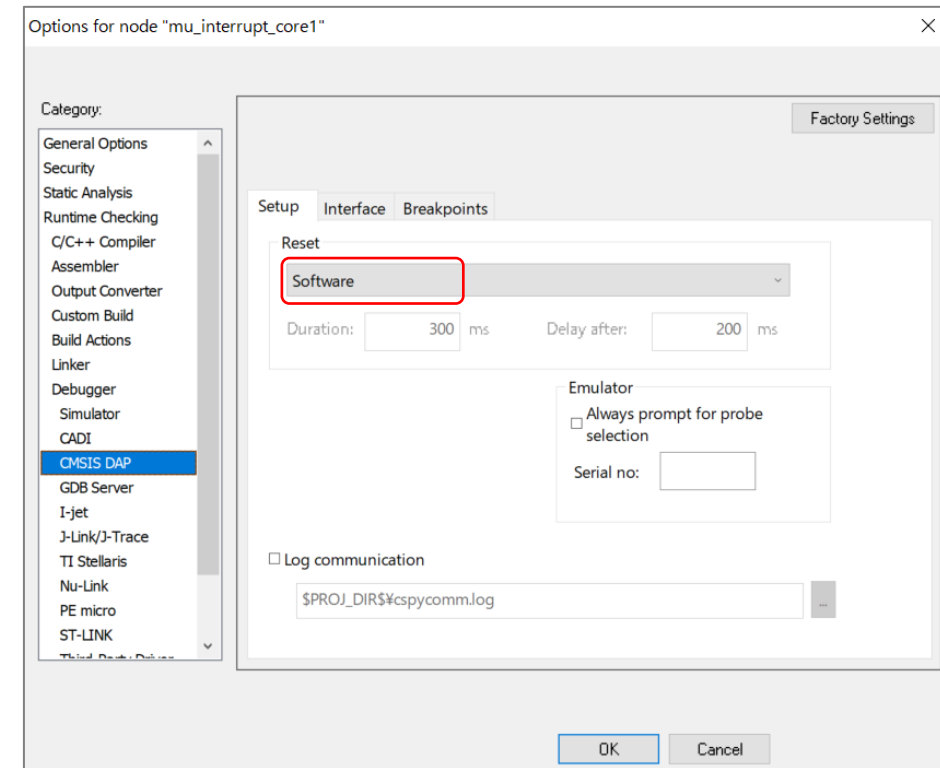 Options for node "mu_interrupt_core1"
Category:
Factory Settings
General Options
Security
Static Analysis
Runtime Checking
C/C++ Compiler
Assembler
Output Converter
Custom Build
Build Actions
Linker
Debugger
Simulator
CADI
CMSIS DAP
GDB Server
I-jet
J-Link/J-Trace
TI Stellaris
Nu-Link
PE micro
ST-LINK
Third-Party Driver
Setup Interface Breakpoints
Reset
Software
Duration: 300 ms Delay after: 200 ms
Emulator
Always prompt for probe
selection
Serial no:
Log communication
$PROJ_DIR$¥cspycomm.log
...
OK Cancel